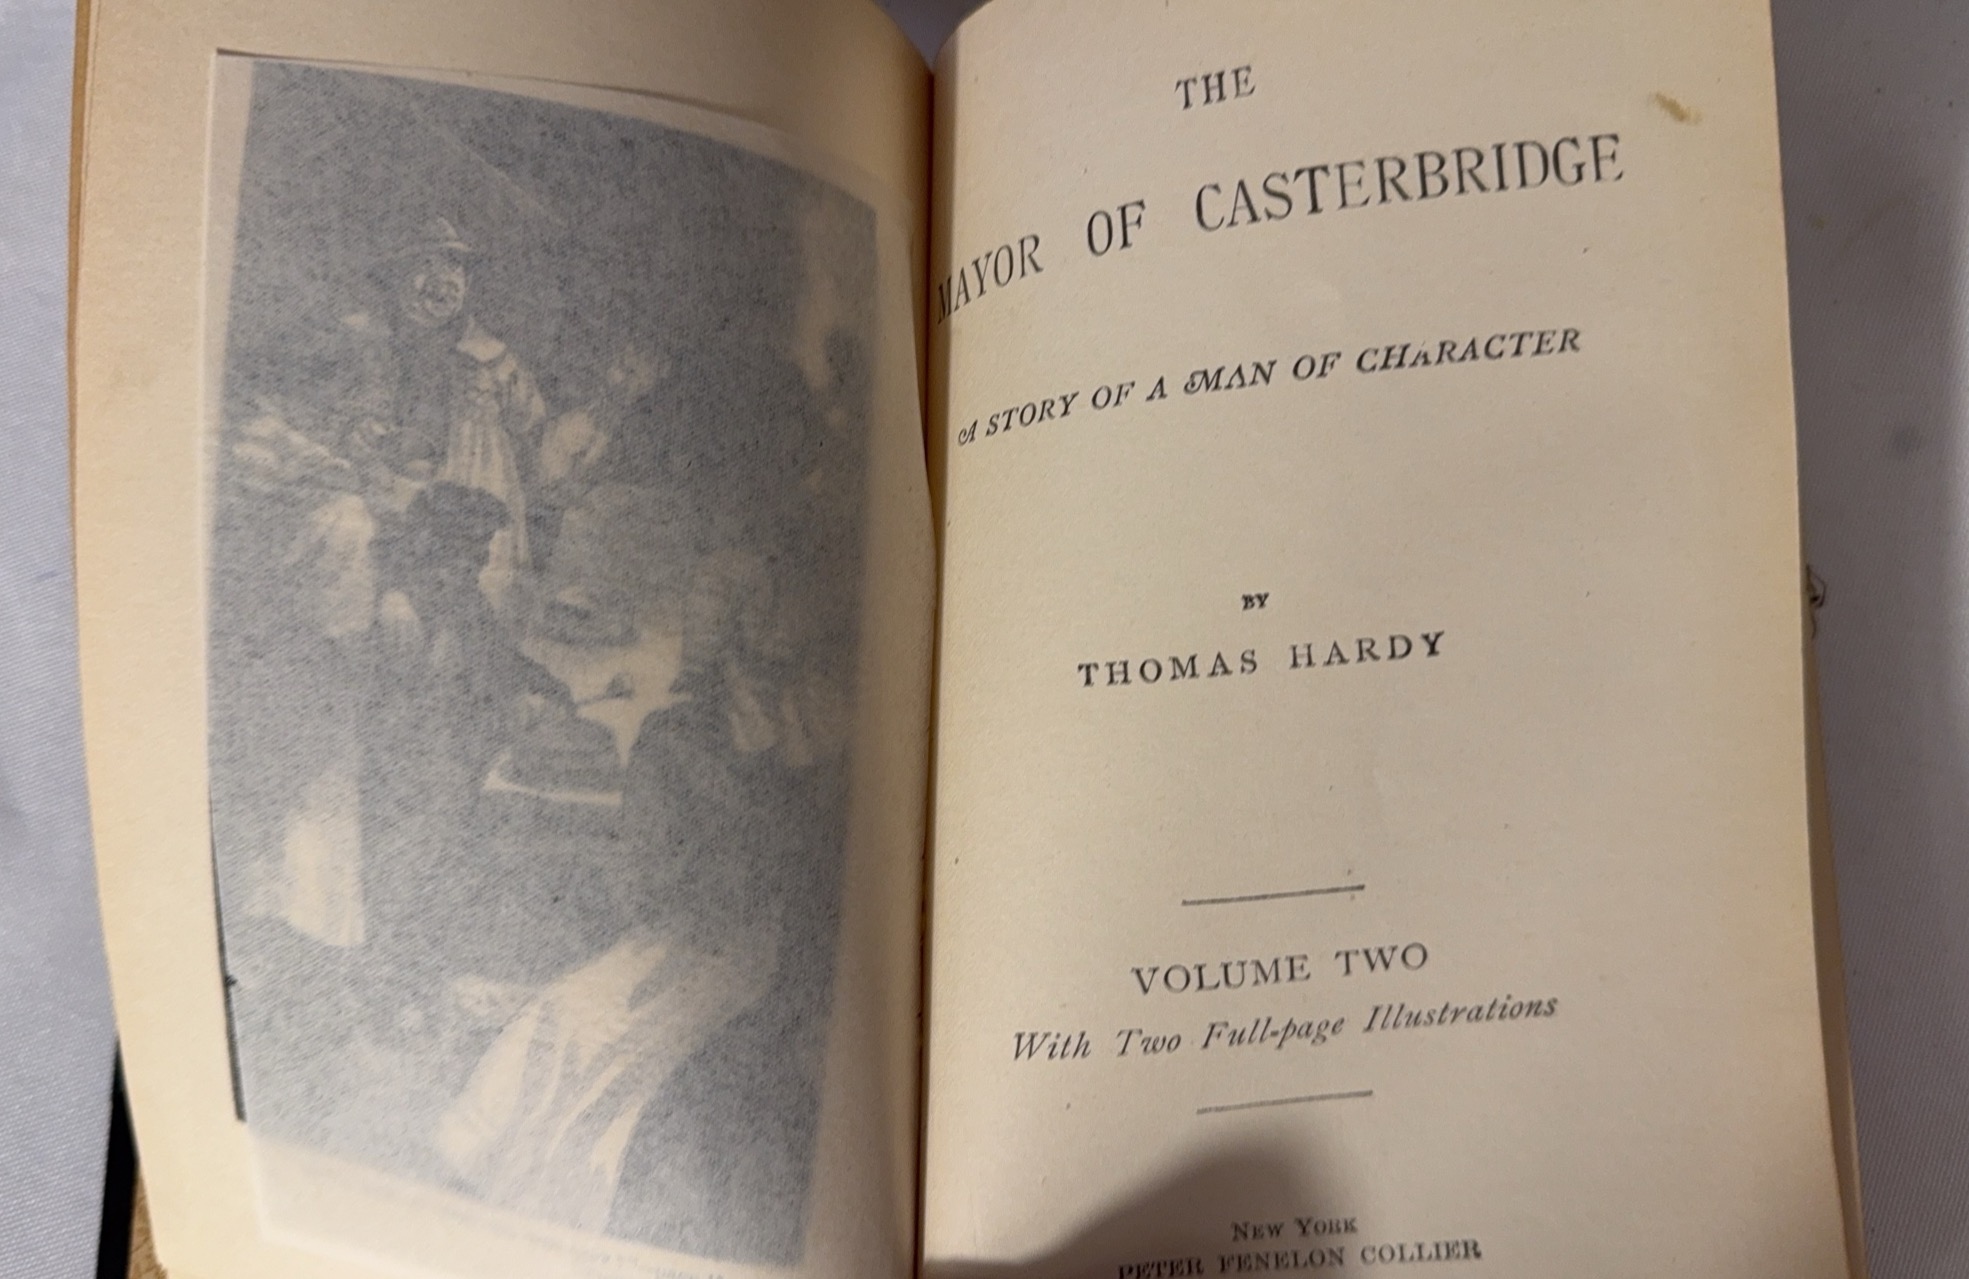 THE
MAYOR OF CASTERBRIDGE
A STORY OF A MAN OF CHARACTER
BY
THOMAS HARDY
VOLUME TWO
With Two Full-page Illustrations
NEW YORK
PETER FENELON COLLIER